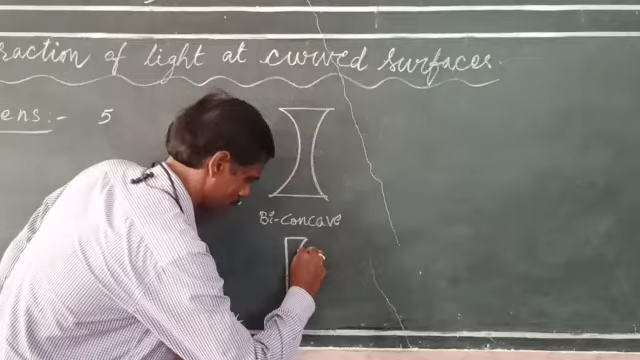 raction of light at curved surfaces.
ens:- 5
Bi-concave